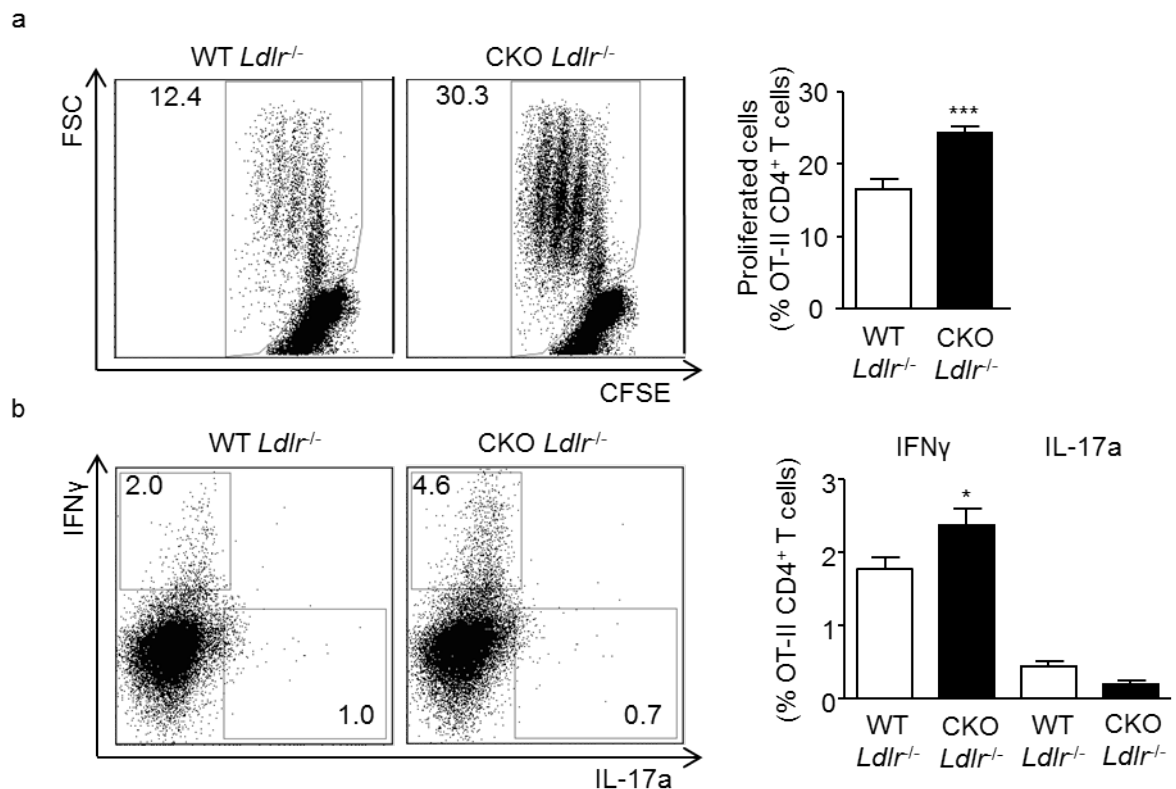 a
WT Ldlr-/-
CKO Ldlr-/-
FSC
12.4
30.3
CFSE
Proliferated cells
(% OT-II CD4+ T cells)
30
20
10
0
***
WT
Ldlr-/-
CKO
Ldlr-/-
b
WT Ldlr-/-
CKO Ldlr-/-
IFNγ
2.0
4.6
1.0
0.7
IL-17a
IFNγ
IL-17a
(% OT-II CD4+ T cells)
3
2
1
0
*
WT
Ldlr-/-
CKO
Ldlr-/-
WT
Ldlr-/-
CKO
Ldlr-/-